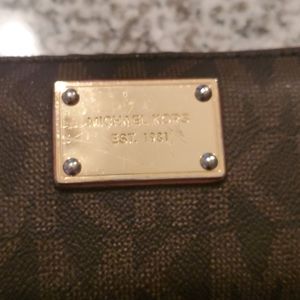 MICHAEL KORS
EST. 1981